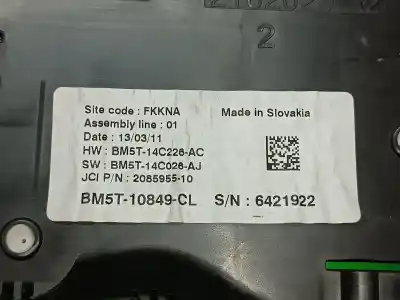 2
Site code : FKKNA
Made in Slovakia
Assembly line : 01
Date : 13/03/11
HW : BM5T-14C226-AC
SW : BM5T-14C026-AJ
JCI P/N : 2085955-10
BM5T-10849-CL S/N : 6421922